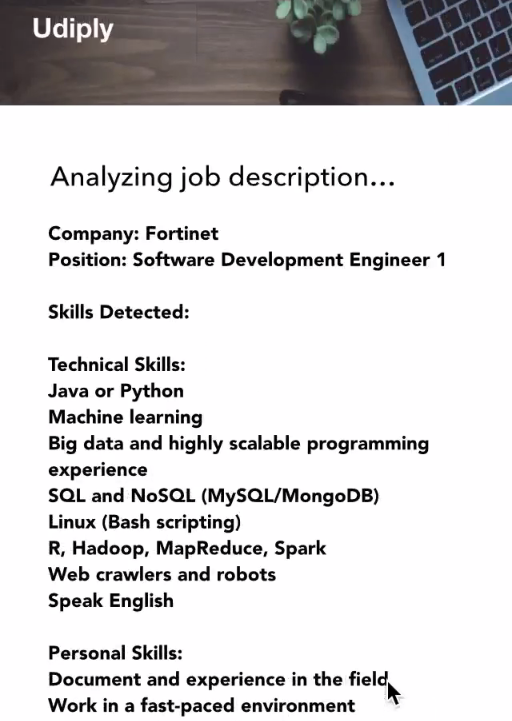 Udiply
Analyzing job description...
Company: Fortinet
Position: Software Development Engineer 1
Skills Detected:
Technical Skills:
Java or Python
Machine learning
Big data and highly scalable programming
experience
SQL and NoSQL (MySQL/MongoDB)
Linux (Bash scripting)
R, Hadoop, MapReduce, Spark
Web crawlers and robots
Speak English
Personal Skills:
Document and experience in the field
Work in a fast-paced environment